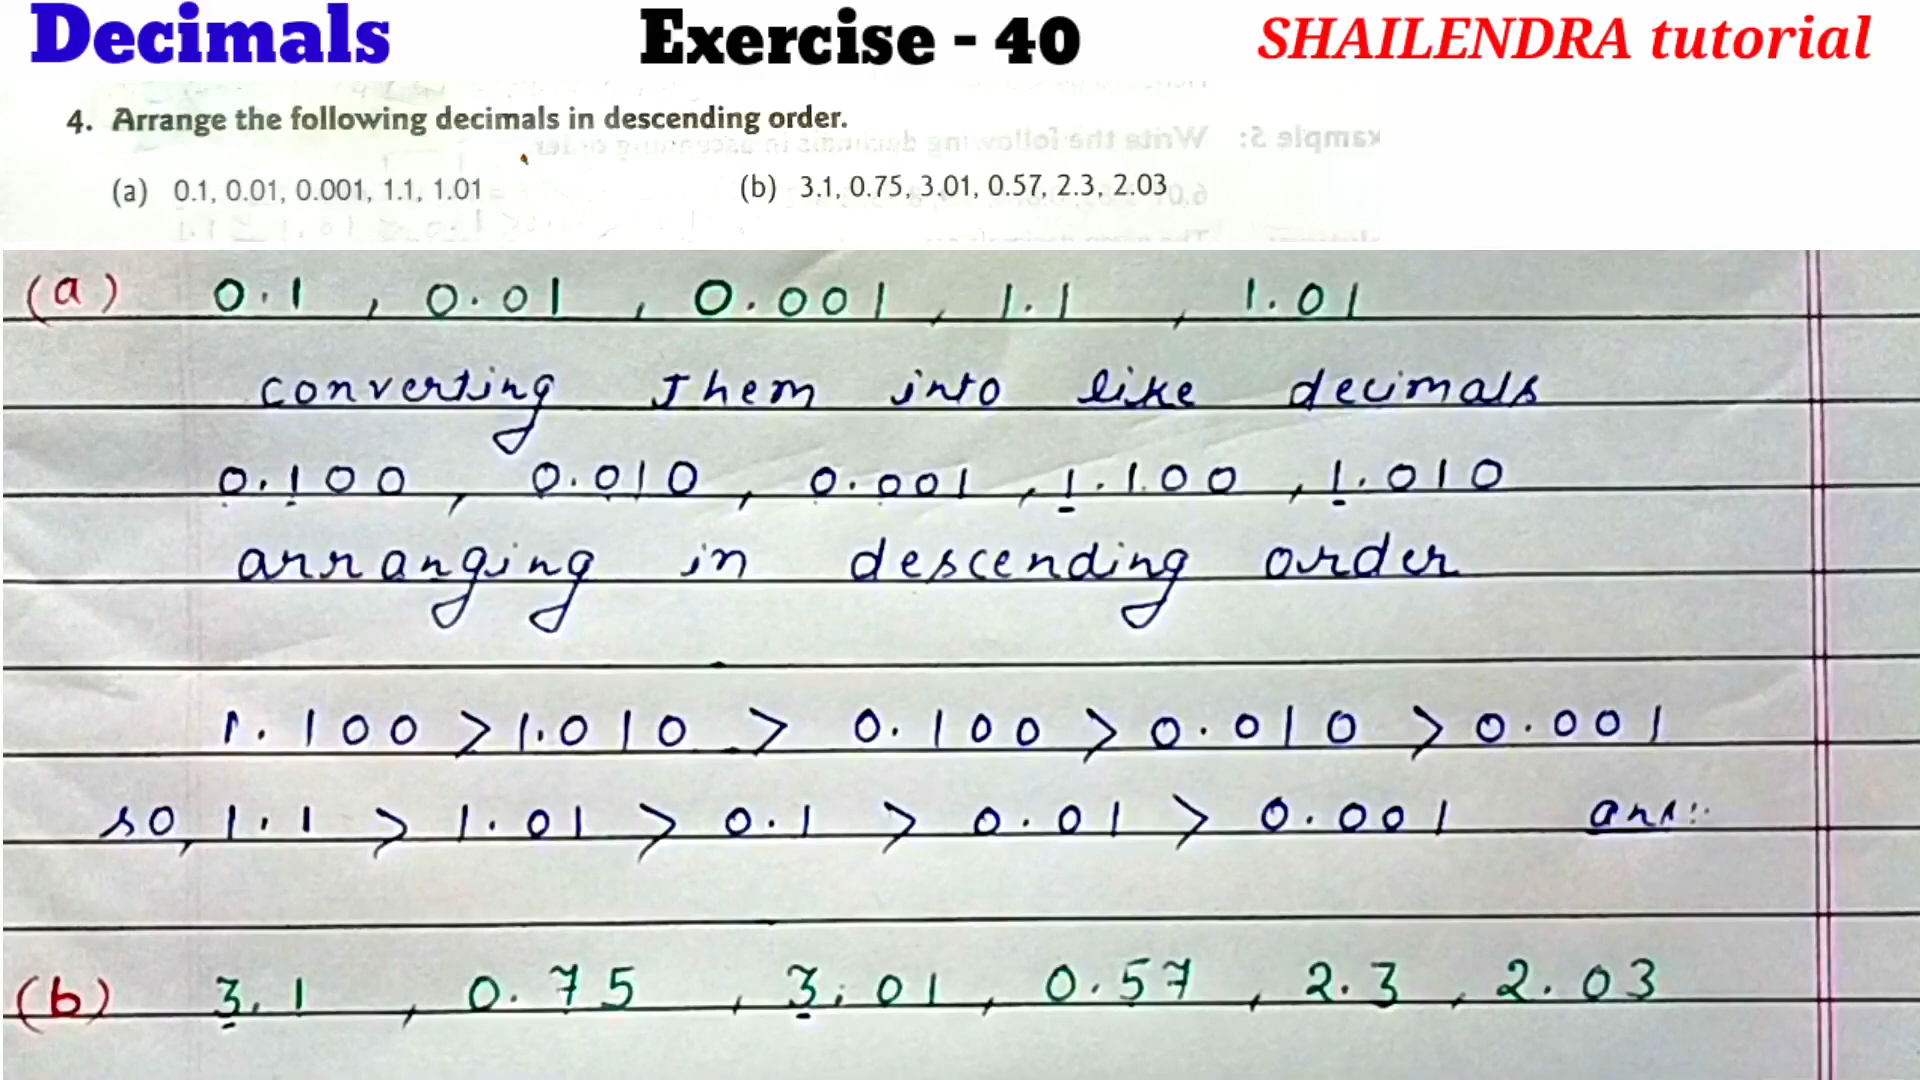 Decimals Exercise - 40 SHAILENDRA tutorial
4. Arrange the following decimals in descending order.
(a) 0.1, 0.01, 0.001, 1.1, 1.01 (b) 3.1, 0.75, 3.01, 0.57, 2.3, 2.03
(a) 0.1 , 0.01 , 0.001 , 1.1 , 1.01
converting them into like decimals
0.100 , 0.010 , 0.001 , 1.100 , 1.010
arranging in descending order
1.100 > 1.010 > 0.100 > 0.010 > 0.001
so, 1.1 > 1.01 > 0.1 > 0.01 > 0.001 ans:
(b) 3.1 , 0.75 , 3.01 , 0.57 , 2.3 , 2.03